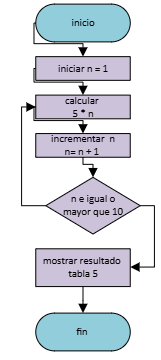 inicio
iniciar n = 1
calcular
5 * n
incrementar n
n= n + 1
n e igual o
mayor que 10
mostrar resultado
tabla 5
fin